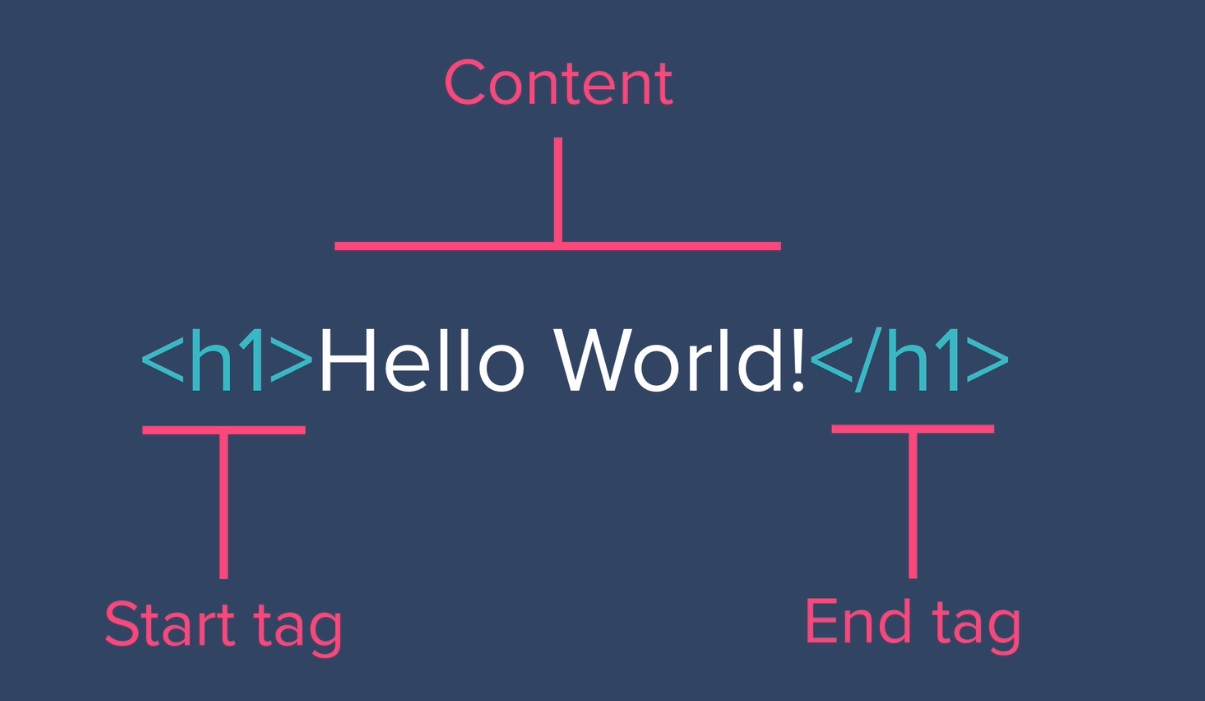 Content
<h1>Hello World!</h1>
Start tag
End tag